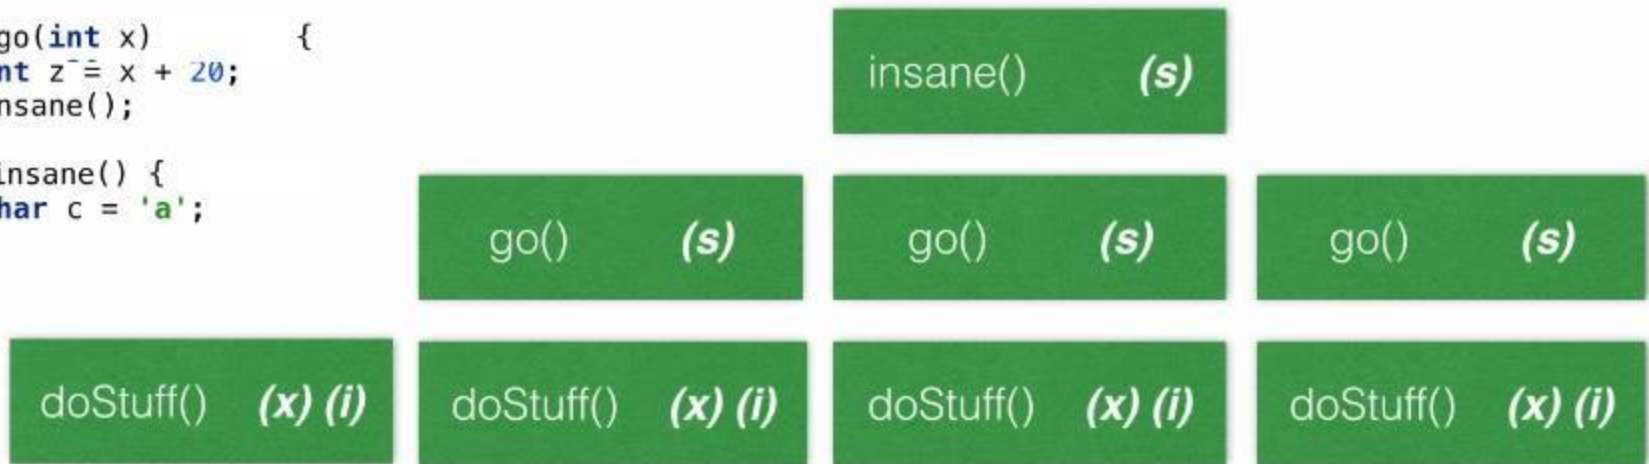 go(int x) {
nt z = x + 20;
nsane();
insane() {
har c = 'a';
insane() (s)
go() (s)
go() (s)
go() (s)
doStuff() (x) (i)
doStuff() (x) (i)
doStuff() (x) (i)
doStuff() (x) (i)